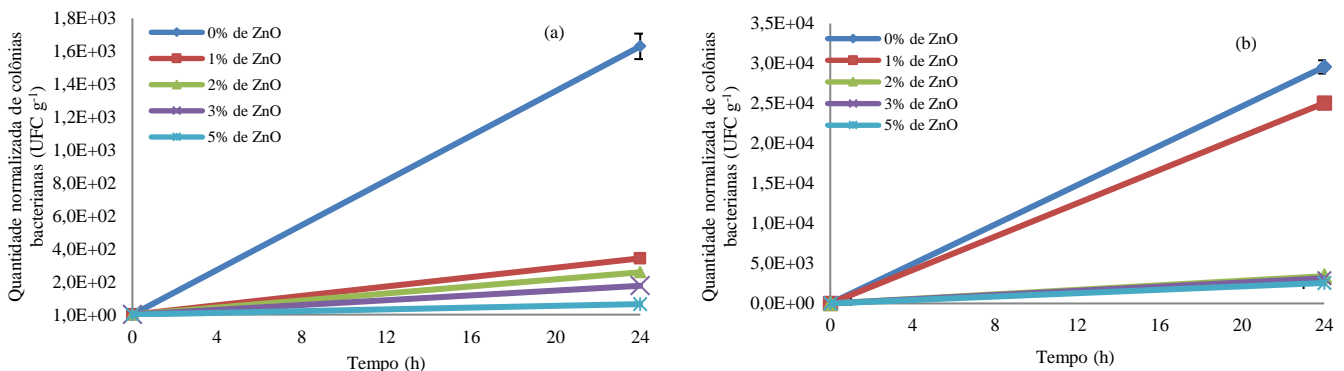 Quantidade normalizada de colônias
bacterianas (UFC g⁻¹)
1,8E+03
1,6E+03
1,4E+03
1,2E+03
1,0E+03
8,0E+02
6,0E+02
4,0E+02
2,0E+02
1,0E+00
0% de ZnO
1% de ZnO
2% de ZnO
3% de ZnO
5% de ZnO
(a)
0 4 8 12 16 20 24
Tempo (h)
Quantidade normalizada de colônias
bacterianas (UFC g⁻¹)
3,5E+04
3,0E+04
2,5E+04
2,0E+04
1,5E+04
1,0E+04
5,0E+03
0,0E+00
0% de ZnO
1% de ZnO
2% de ZnO
3% de ZnO
5% de ZnO
(b)
0 4 8 12 16 20 24
Tempo (h)